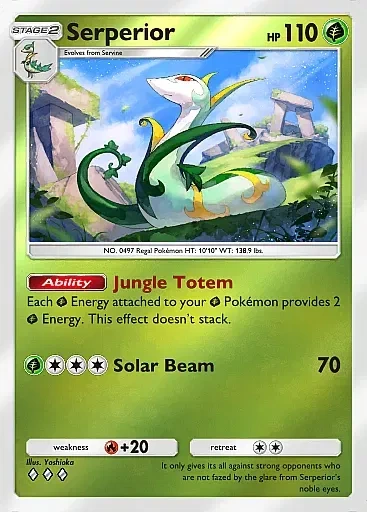 STAGE 2
Serperior
HP 110
Evolves from Servine
NO. 0497 Regal Pokémon HT: 10'10" WT: 138.9 lbs.
Ability Jungle Totem
Each Energy attached to your Pokémon provides 2
Energy. This effect doesn't stack.
Solar Beam 70
weakness +20 retreat
Illus. Yoshioka
It only gives its all against strong opponents who
are not fazed by the glare from Serperior's
noble eyes.